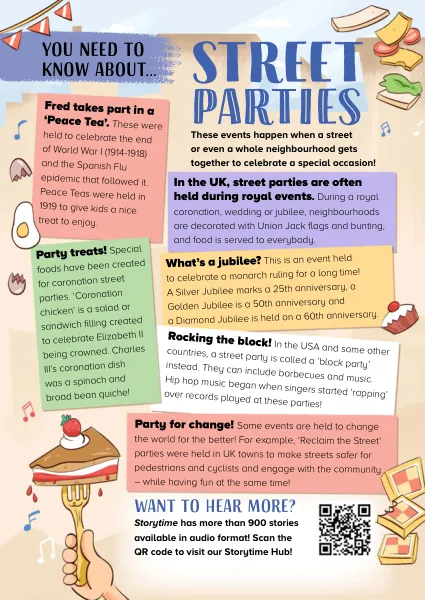 YOU NEED TO
KNOW ABOUT...
STREET
PARTIES
These events happen when a street
or even a whole neighbourhood gets
together to celebrate a special occasion!
Fred takes part in a
‘Peace Tea’. These were
held to celebrate the end
of World War I (1914-1918)
and the Spanish Flu
epidemic that followed it.
Peace Teas were held in
1919 to give kids a nice
treat to enjoy.
In the UK, street parties are often
held during royal events. During a royal
coronation, wedding or jubilee, neighbourhoods
are decorated with Union Jack flags and bunting,
and food is served to everybody.
Party treats! Special
foods have been created
for coronation street
parties. ‘Coronation
chicken’ is a salad or
sandwich filling created
to celebrate Elizabeth II
being crowned. Charles
III’s coronation dish
was a spinach and
broad bean quiche!
What’s a jubilee? This is an event held
to celebrate a monarch ruling for a long time!
A Silver Jubilee marks a 25th anniversary, a
Golden Jubilee is a 50th anniversary and
a Diamond Jubilee is held on a 60th anniversary.
Rocking the block! In the USA and some other
countries, a street party is called a ‘block party’
instead. They can include barbecues and music.
Hip hop music began when singers started ‘rapping’
over records played at these parties!
Party for change! Some events are held to change
the world for the better! For example, ‘Reclaim the Street’
parties were held in UK towns to make streets safer for
pedestrians and cyclists and engage with the community
– while having fun at the same time!
WANT TO HEAR MORE?
Storytime has more than 900 stories
available in audio format! Scan the
QR code to visit our Storytime Hub!